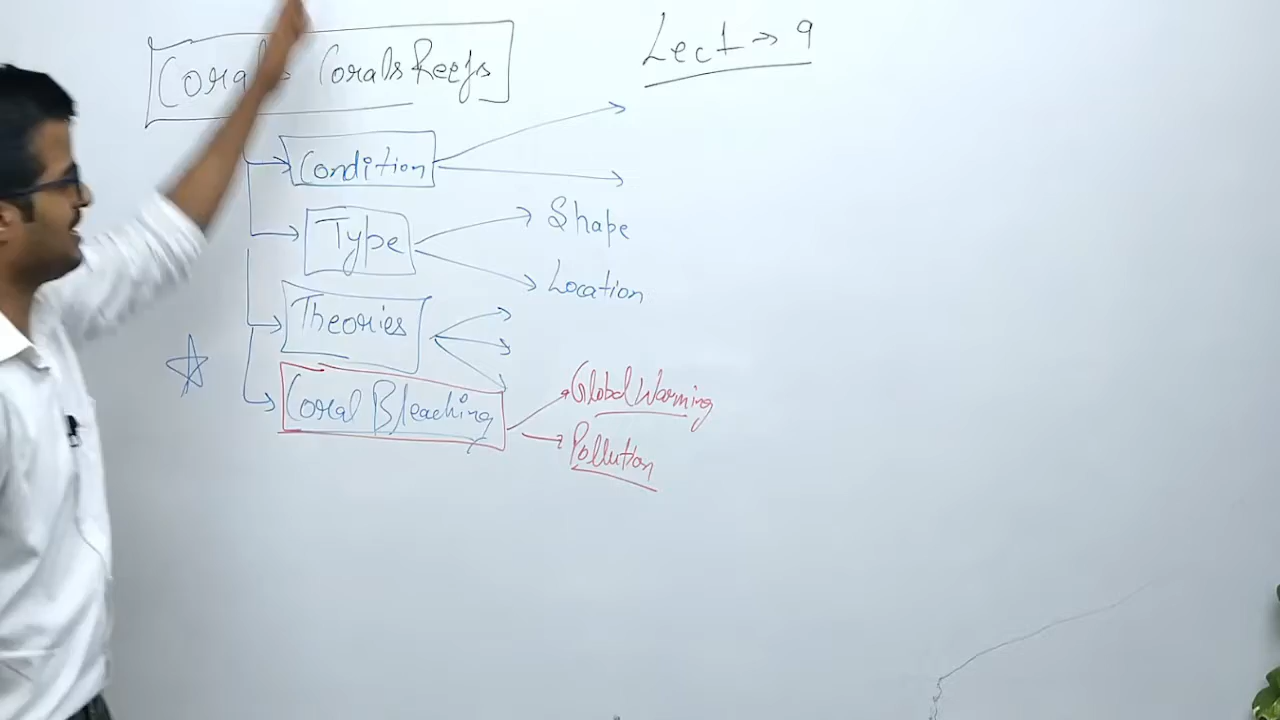 Corals Reefs
Lect → 9
Condition
Type
Shape
Location
Theories
Coral Bleaching
Global Warming
Pollution